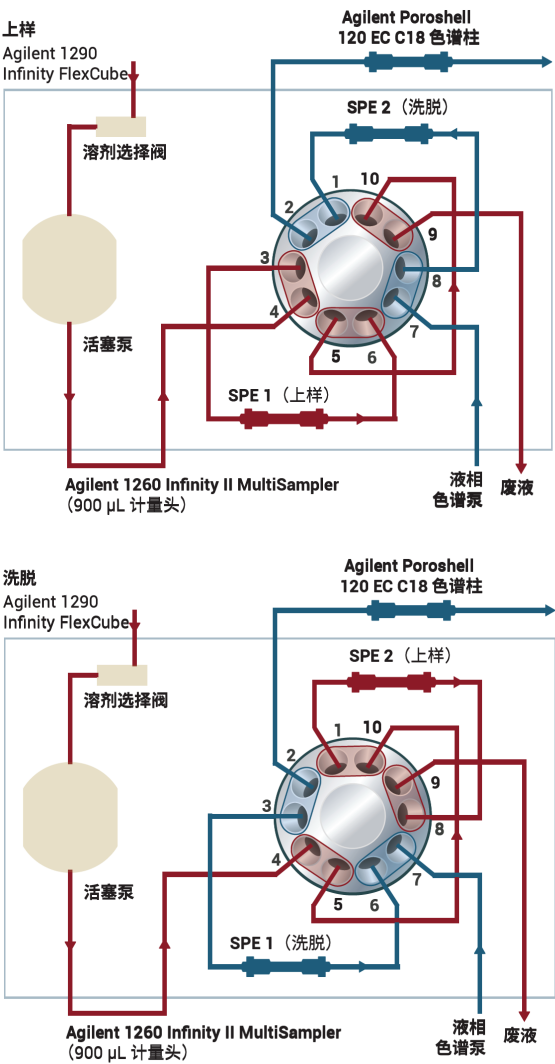 上样
Agilent 1290
Infinity FlexCube
Agilent Poroshell
120 EC C18 色谱柱
溶剂选择阀
SPE 2（洗脱）
1
10
2
9
3
8
4
7
5
6
活塞泵
SPE 1（上样）
Agilent 1260 Infinity II MultiSampler
（900 µL 计量头）
液相
色谱泵
废液
洗脱
Agilent 1290
Infinity FlexCube
Agilent Poroshell
120 EC C18 色谱柱
溶剂选择阀
SPE 2（上样）
1
10
2
9
3
8
4
7
5
6
活塞泵
SPE 1（洗脱）
Agilent 1260 Infinity II MultiSampler
（900 µL 计量头）
液相
色谱泵
废液